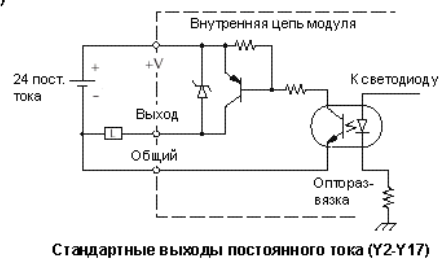 )
Внутренняя цепь модуля
+V
+
24 пост.
тока
–
К светодиоду
Выход
L
Общий
Оптораз-
вязка
Стандартные выходы постоянного тока (Y2-Y17)